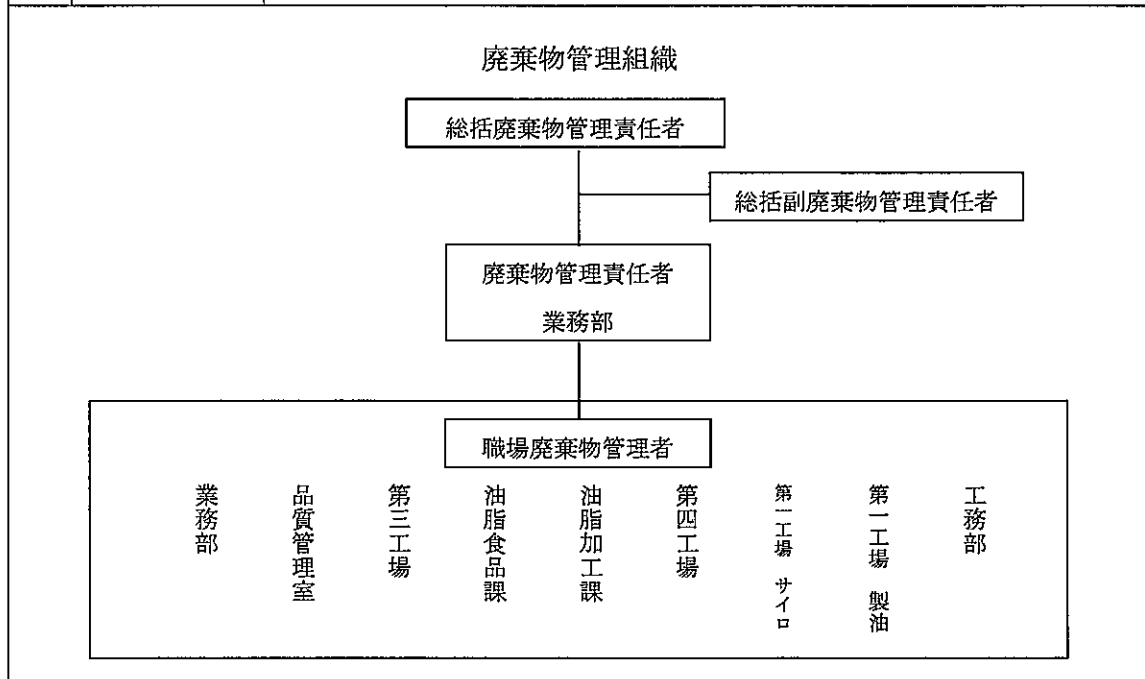 廃棄物管理組織
総括廃棄物管理責任者
総括副廃棄物管理責任者
廃棄物管理責任者
業務部
職場廃棄物管理者
業務部
品質管理室
第三工場
油脂食品課
油脂加工課
第四工場
第一工場 サイロ
第一工場 製油
工務部